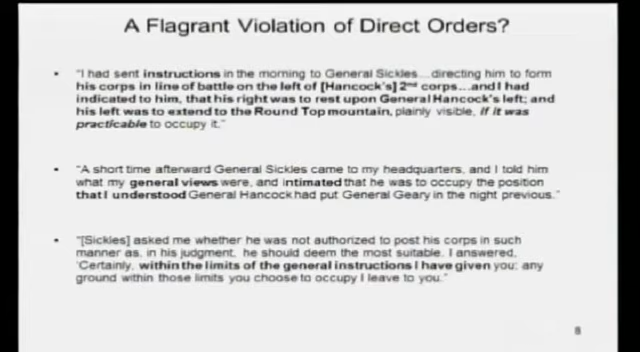 A Flagrant Violation of Direct Orders?
• "I had sent instructions in the morning to General Sickles…directing him to form
his corps in line of battle on the left of [Hancock's] 2nd corps…and I had
indicated to him, that his right was to rest upon General Hancock's left; and
his left was to extend to the Round Top mountain, plainly visible, if it was
practicable to occupy it."
• "A short time afterward General Sickles came to my headquarters, and I told him
what my general views were, and intimated that he was to occupy the position
that I understood General Hancock had put General Geary in the night previous."
• "[Sickles] asked me whether he was not authorized to post his corps in such
manner as, in his judgment, he should deem the most suitable. I answered,
'Certainly, within the limits of the general instructions I have given you; any
ground within those limits you choose to occupy I leave to you."
8